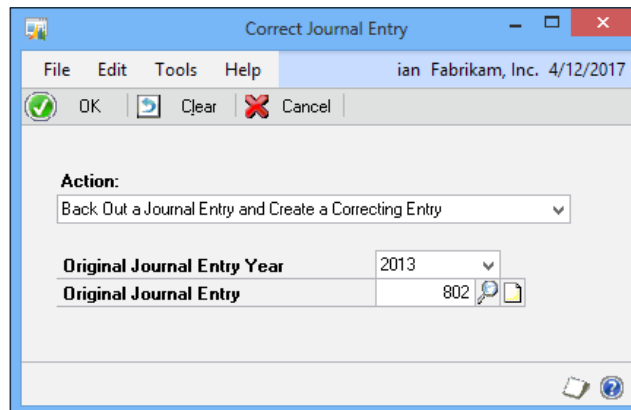 Correct Journal Entry
File Edit Tools Help ian Fabrikam, Inc. 4/12/2017
OK Clear Cancel
Action:
Back Out a Journal Entry and Create a Correcting Entry
Original Journal Entry Year 2013
Original Journal Entry 802